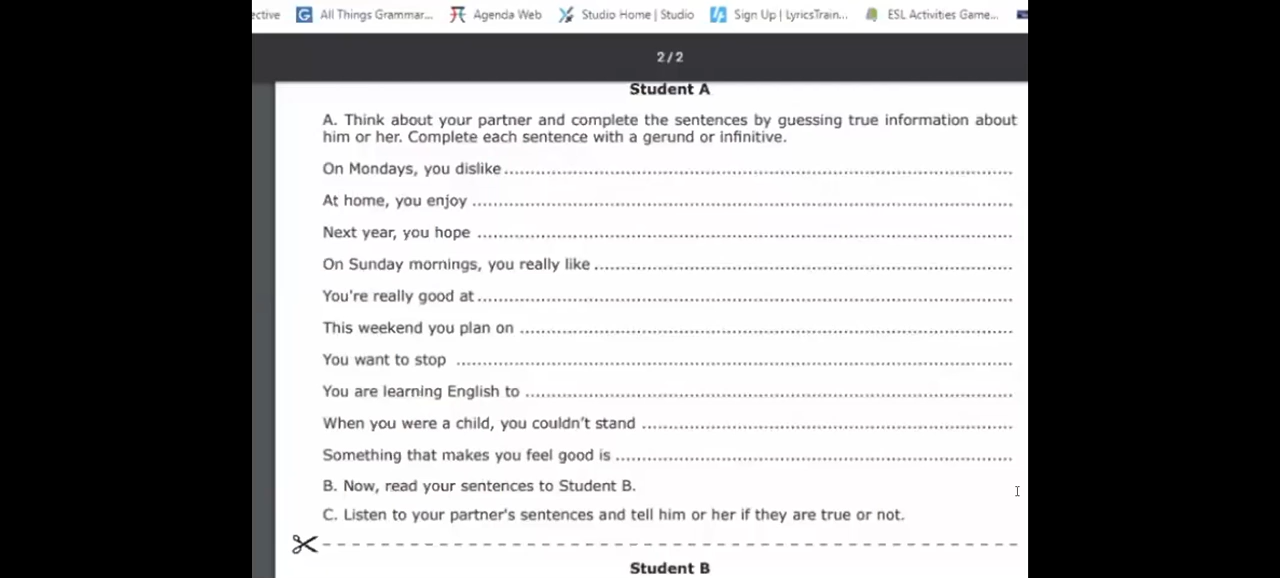 ective All Things Grammar... Agenda Web Studio Home | Studio Sign Up | LyricsTrain... ESL Activities Game...
2/2
Student A
A. Think about your partner and complete the sentences by guessing true information about
him or her. Complete each sentence with a gerund or infinitive.
On Mondays, you dislike ........................................................................................................
At home, you enjoy ........................................................................................................
Next year, you hope ........................................................................................................
On Sunday mornings, you really like ........................................................................................................
You're really good at ........................................................................................................
This weekend you plan on ........................................................................................................
You want to stop ........................................................................................................
You are learning English to ........................................................................................................
When you were a child, you couldn't stand ........................................................................................................
Something that makes you feel good is ........................................................................................................
B. Now, read your sentences to Student B.
C. Listen to your partner's sentences and tell him or her if they are true or not.
Student B